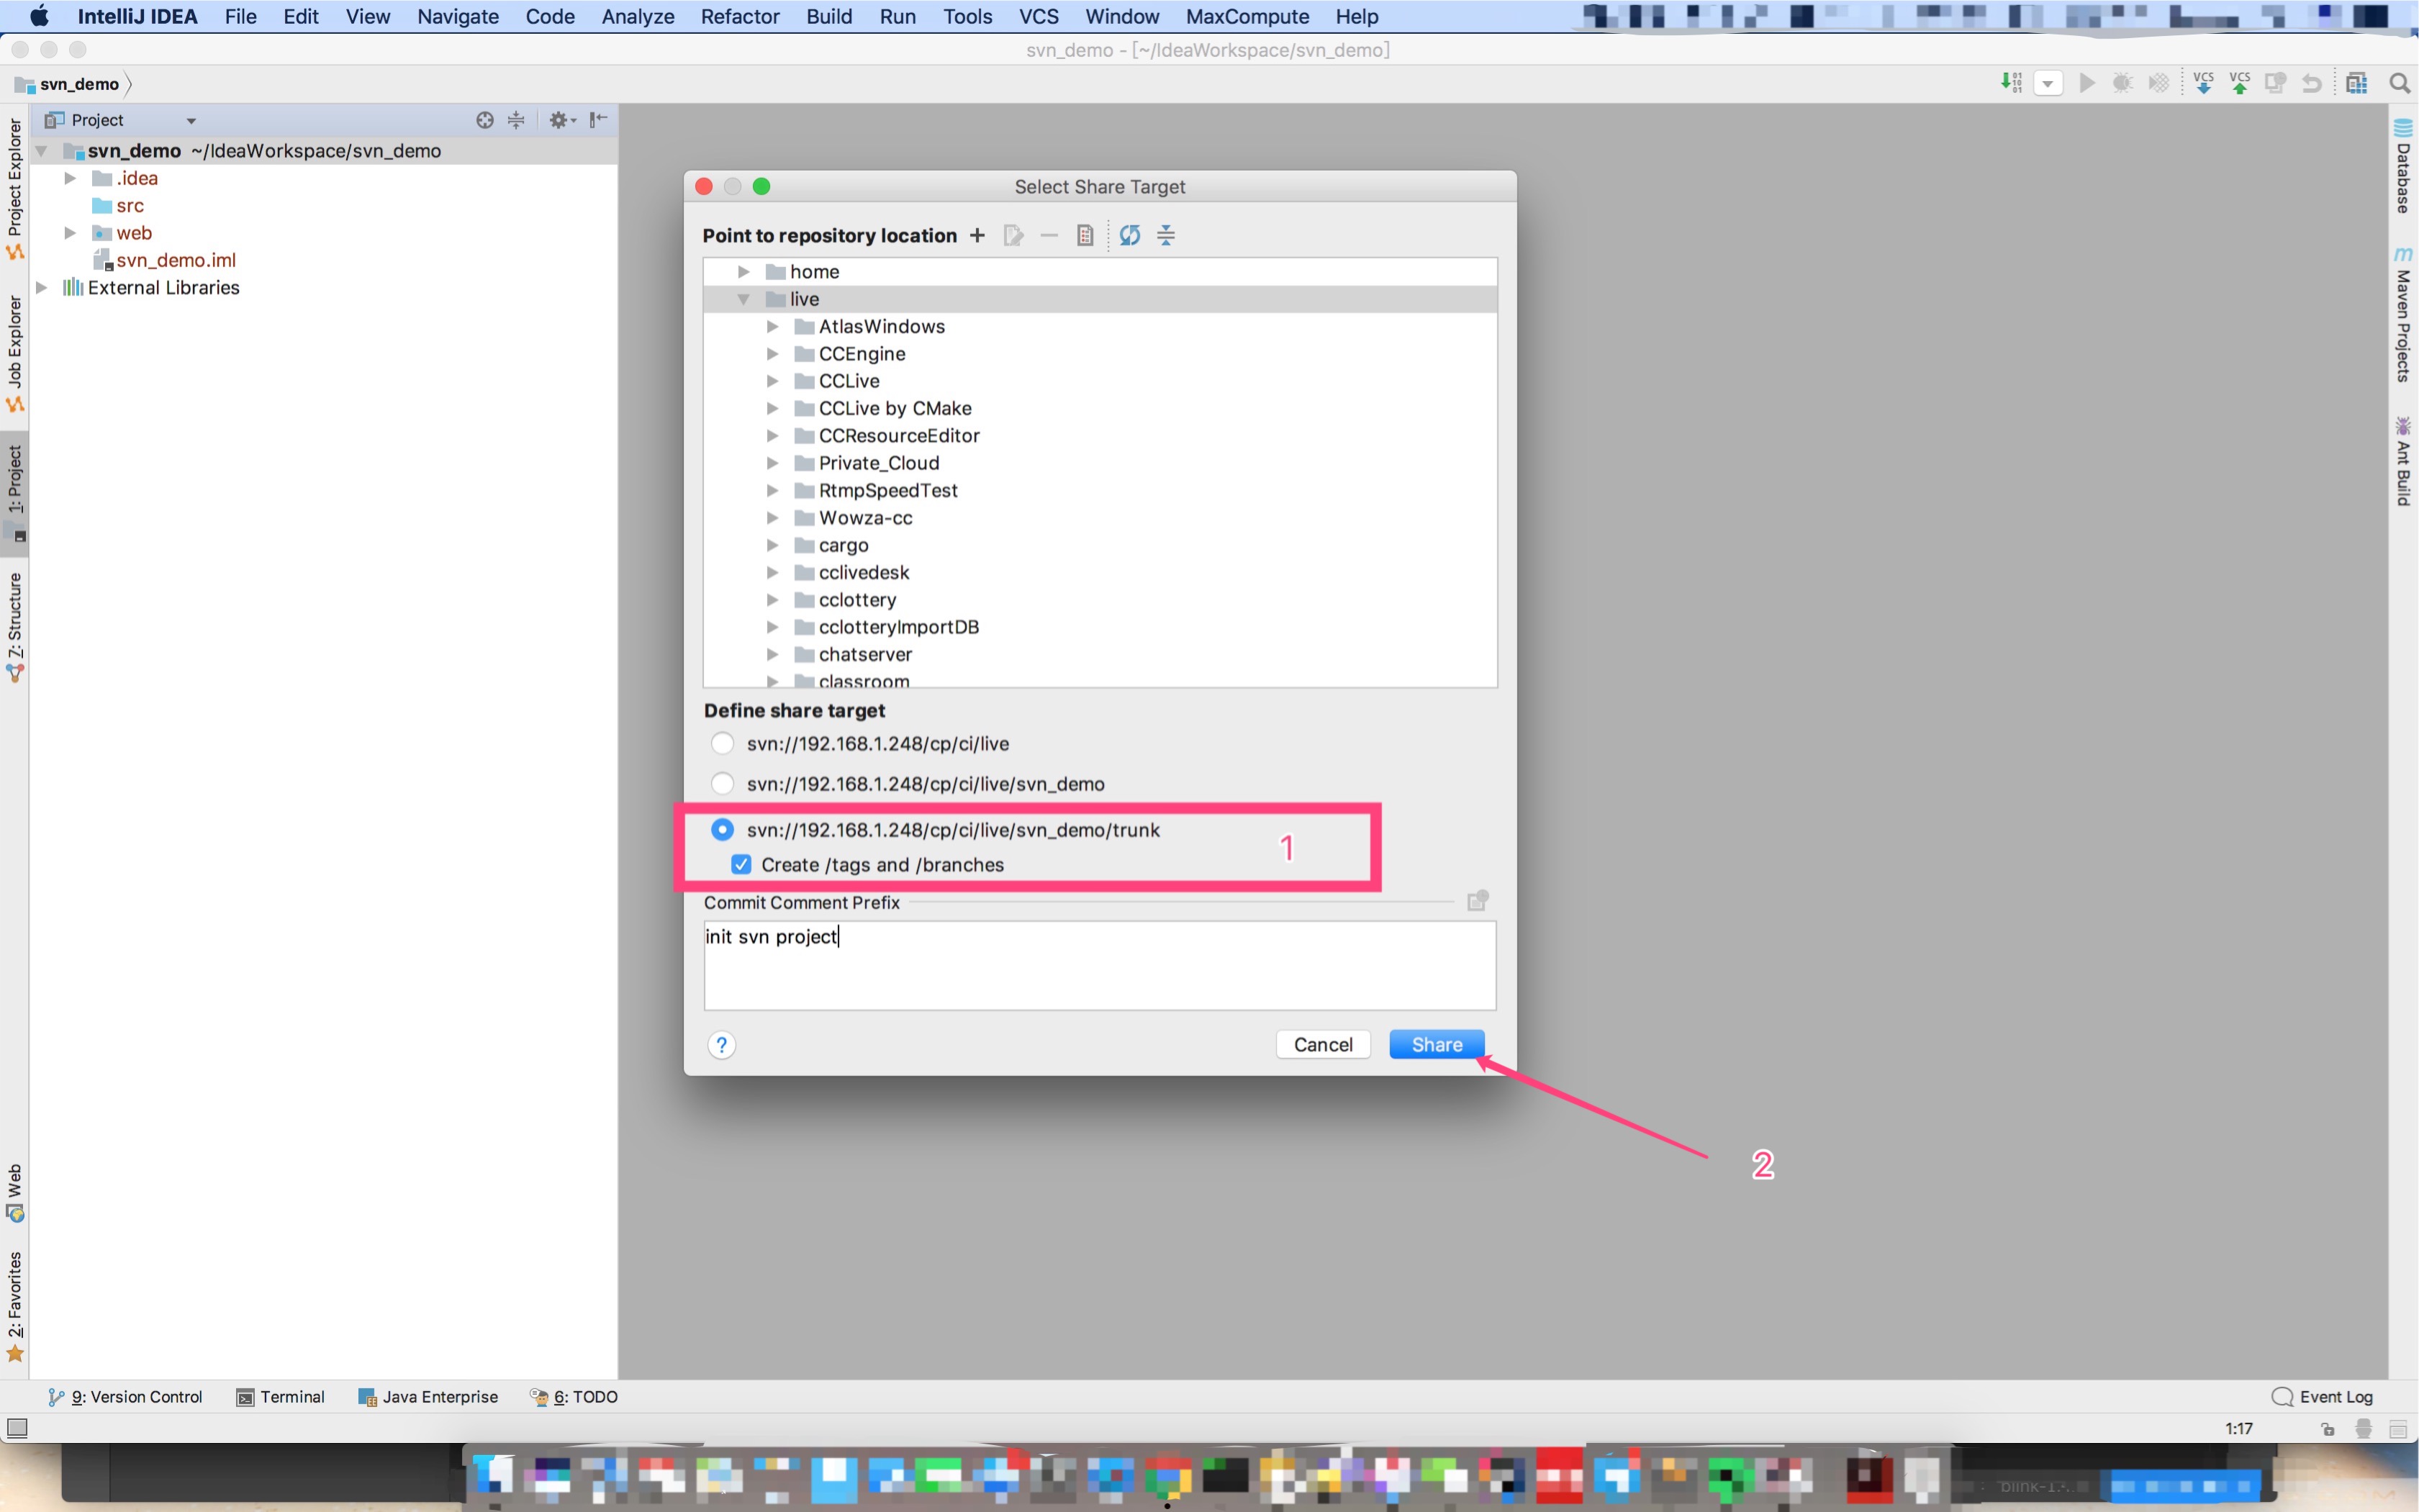 IntelliJ IDEA File Edit View Navigate Code Analyze Refactor Build Run Tools VCS Window MaxCompute Help
svn_demo - [~/IdeaWorkspace/svn_demo]
svn_demo
VCS VCS
Project
svn_demo ~/IdeaWorkspace/svn_demo
.idea
src
web
svn_demo.iml
External Libraries
Project Explorer
Job Explorer
1: Project
7: Structure
Web
2: Favorites
Select Share Target
Point to repository location
home
live
AtlasWindows
CCEngine
CCLive
CCLive by CMake
CCResourceEditor
Private_Cloud
RtmpSpeedTest
Wowza-cc
cargo
cclivedesk
cclottery
cclotteryImportDB
chatserver
classroom
Define share target
svn://192.168.1.248/cp/ci/live
svn://192.168.1.248/cp/ci/live/svn_demo
svn://192.168.1.248/cp/ci/live/svn_demo/trunk
1
Create /tags and /branches
Commit Comment Prefix
init svn project
? Cancel Share
2
Database
Maven Projects
Ant Build
9: Version Control Terminal Java Enterprise 6: TODO Event Log
1:17